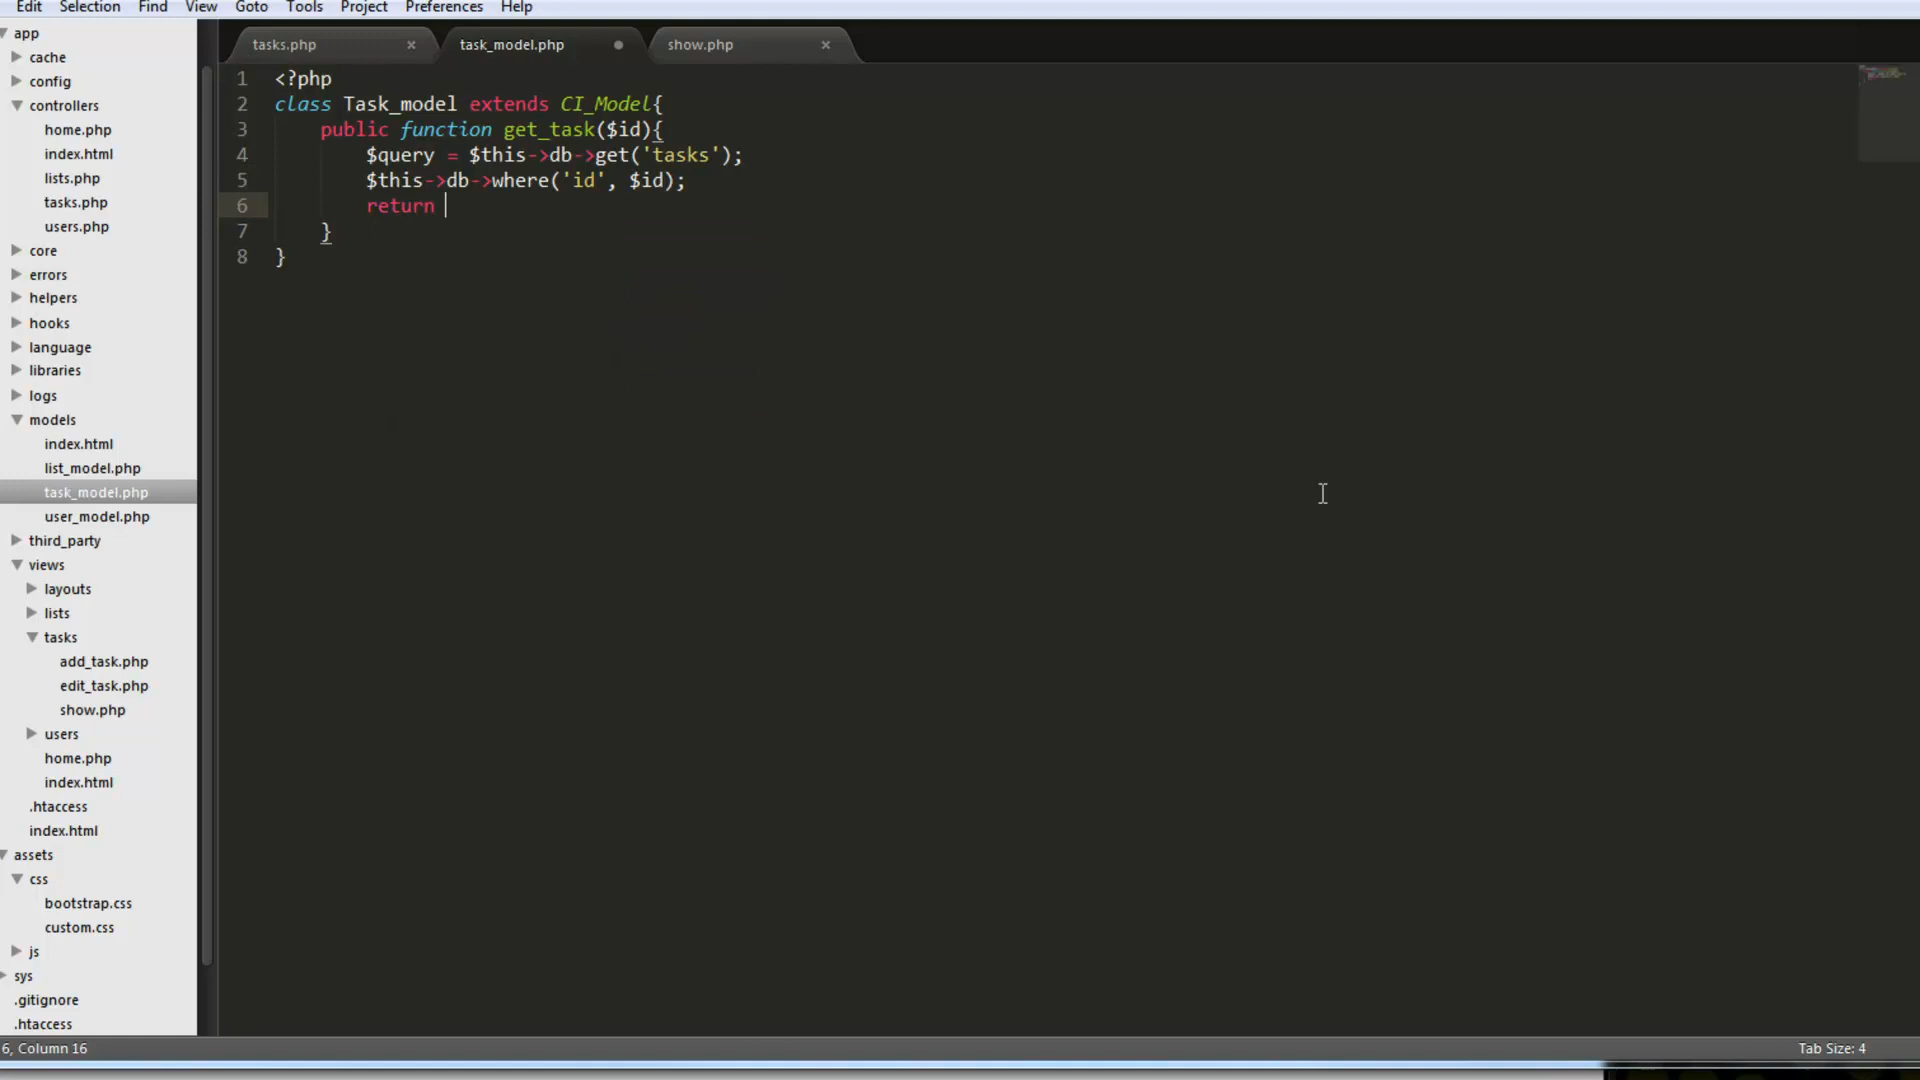 Edit Selection Find View Goto Tools Project Preferences Help
app
cache
config
controllers
home.php
index.html
lists.php
tasks.php
users.php
core
errors
helpers
hooks
language
libraries
logs
models
index.html
list_model.php
task_model.php
user_model.php
third_party
views
layouts
lists
tasks
add_task.php
edit_task.php
show.php
users
home.php
index.html
.htaccess
index.html
assets
css
bootstrap.css
custom.css
js
sys
.gitignore
.htaccess
tasks.php × task_model.php show.php ×
1 <?php
2 class Task_model extends CI_Model{
3 public function get_task($id){
4 $query = $this->db->get('tasks');
5 $this->db->where('id', $id);
6 return
7 }
8 }
6, Column 16 Tab Size: 4